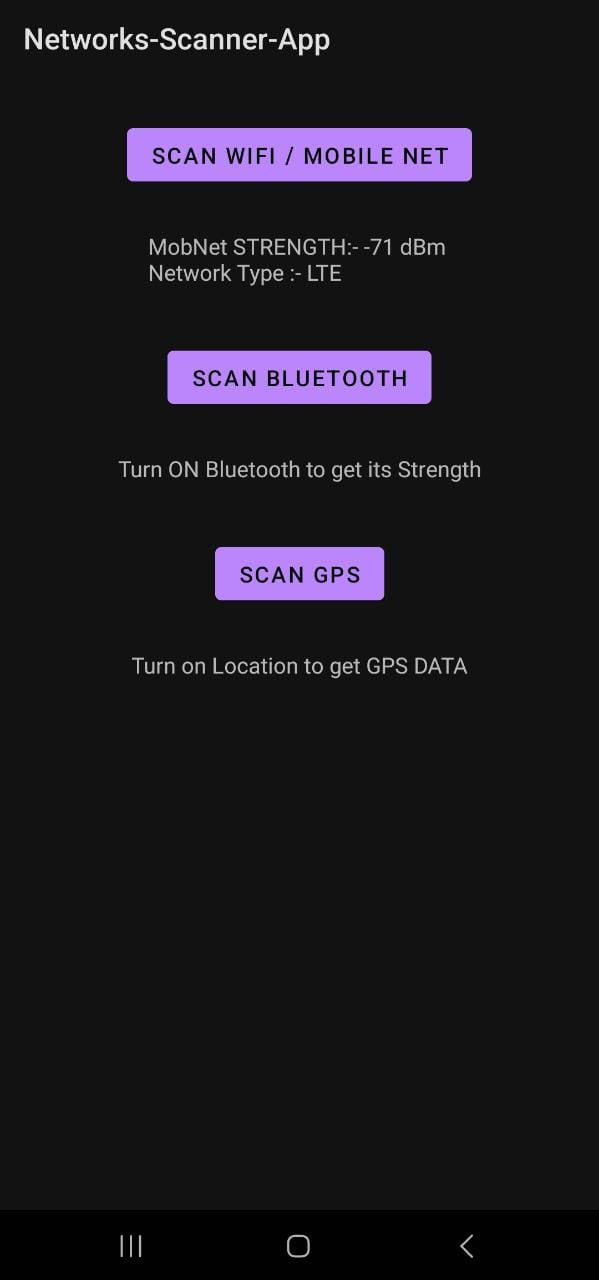 Networks-Scanner-App
SCAN WIFI / MOBILE NET
MobNet STRENGTH:- -71 dBm
Network Type :- LTE
SCAN BLUETOOTH
Turn ON Bluetooth to get its Strength
SCAN GPS
Turn on Location to get GPS DATA